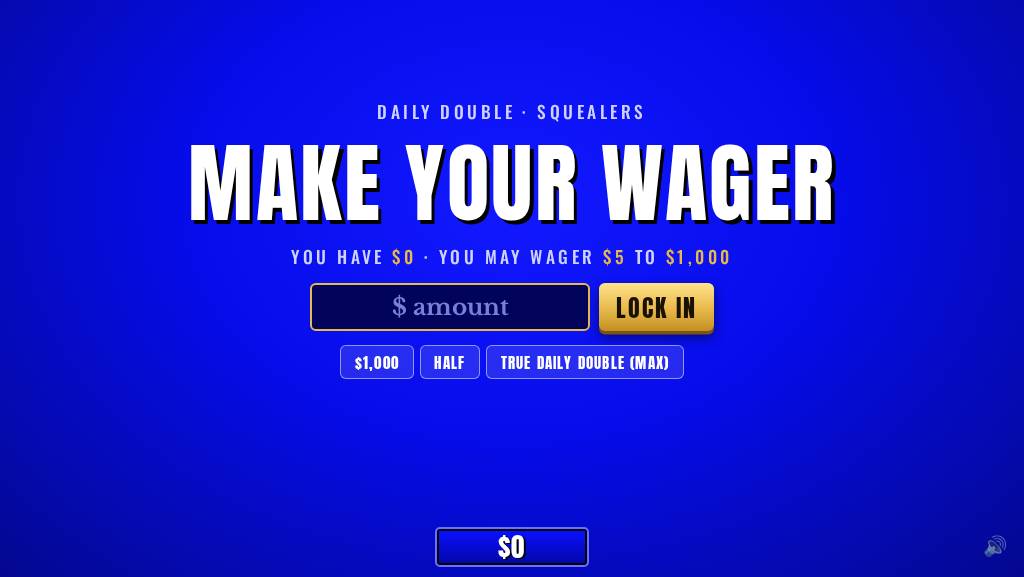 DAILY DOUBLE · SQUEALERS
MAKE YOUR WAGER
YOU HAVE $0 · YOU MAY WAGER $5 TO $1,000
$ amount
LOCK IN
$1,000
HALF
TRUE DAILY DOUBLE (MAX)
$0